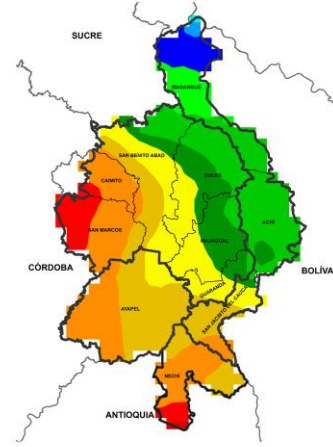 SUCRE
MAGANGUÉ
SAN BENITO ABAD
CAIMITO
SUCRE
ACHÍ
SAN MARCOS
MAJAGUAL
CÓRDOBA
BOLÍVA
GUARANDA
AYAPEL
SAN JACINTO DEL CAUCA
NECHÍ
ANTIOQUIA